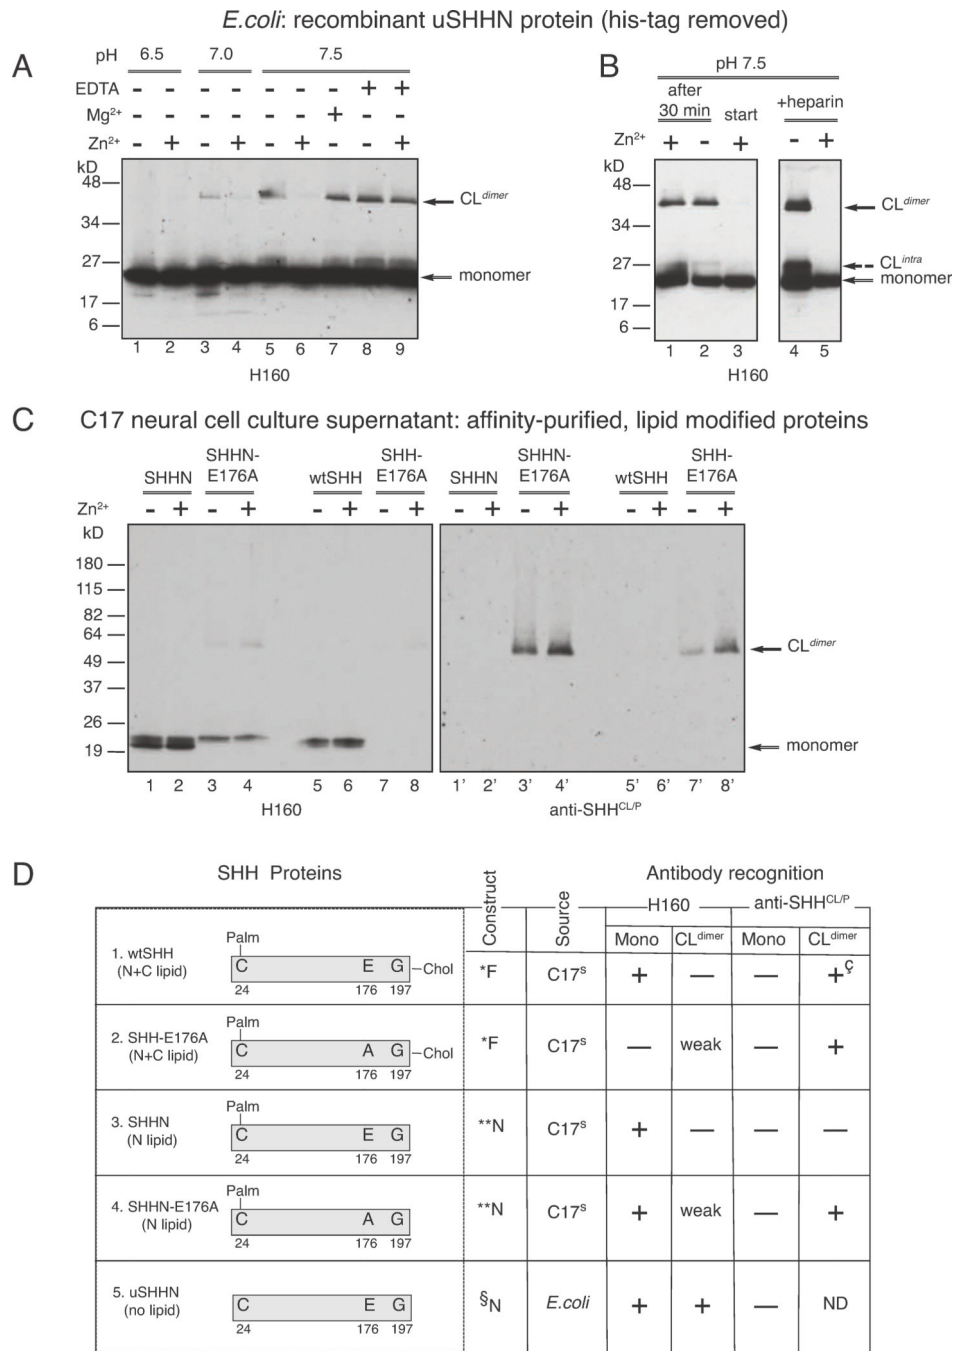 E.coli: recombinant uSHHN protein (his-tag removed)
A
pH 6.5 7.0 7.5
EDTA - - - - - - - + +
Mg²⁺ - - - - - - + - -
Zn²⁺ - + - + - + - - +
kD
48
34
27
17
6
CLdimer
monomer
1 2 3 4 5 6 7 8 9
H160
B
pH 7.5
after
30 min start +heparin
Zn²⁺ + - + - +
kD
48
34
27
17
6
CLdimer
CLintra
monomer
1 2 3 4 5
H160
C C17 neural cell culture supernatant: affinity-purified, lipid modified proteins
SHHN SHHN-E176A wtSHH SHH-E176A SHHN SHHN-E176A wtSHH SHH-E176A
Zn²⁺ - + - + - + - + - + - + - + - +
kD
180
115
82
64
49
37
26
19
CLdimer
monomer
1 2 3 4 5 6 7 8 1' 2' 3' 4' 5' 6' 7' 8'
H160 anti-SHHCL/P
D
SHH Proteins Construct Source Antibody recognition
H160 anti-SHHCL/P
Mono CLdimer Mono CLdimer
1. wtSHH
(N+C lipid)
Palm
C E G Chol
24 176 197
*F C17ˢ + — — +ç
2. SHH-E176A
(N+C lipid)
Palm
C A G Chol
24 176 197
*F C17ˢ — weak — +
3. SHHN
(N lipid)
Palm
C E G
24 176 197
**N C17ˢ + — — —
4. SHHN-E176A
(N lipid)
Palm
C A G
24 176 197
**N C17ˢ + weak — +
5. uSHHN
(no lipid)
C E G
24 176 197
§N E.coli + + — ND